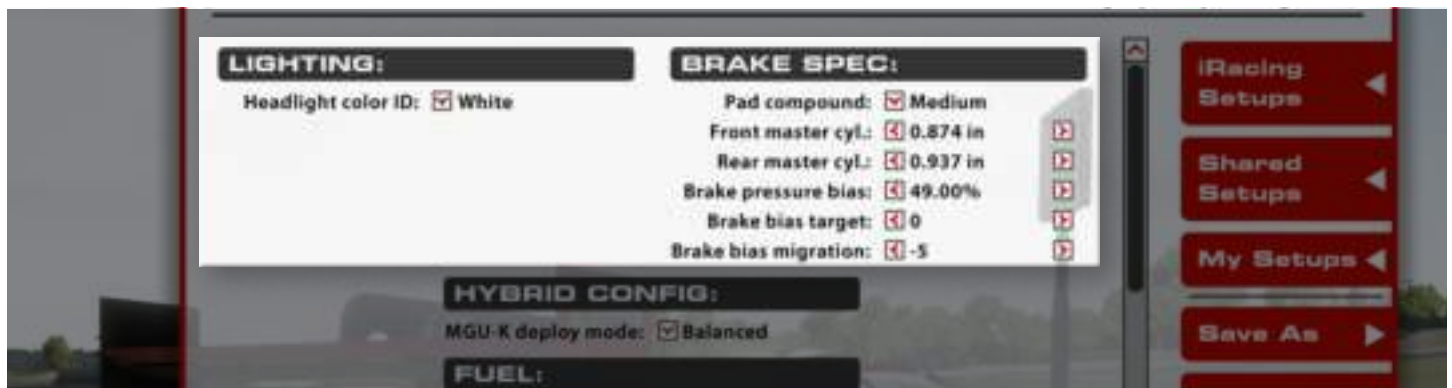 LIGHTING:
Headlight color ID: White
BRAKE SPEC:
Pad compound: Medium
Front master cyl.: 0.874 in
Rear master cyl.: 0.937 in
Brake pressure bias: 49.00%
Brake bias target: 0
Brake bias migration: -5
HYBRID CONFIG:
MGU-K deploy mode: Balanced
FUEL:
iRacing
Setups
Shared
Setups
My Setups
Save As